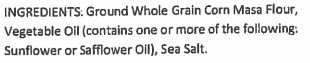 INGREDIENTS: Ground Whole Grain Corn Masa Flour,
Vegetable Oil (contains one or more of the following:
Sunflower or Safflower Oil), Sea Salt.